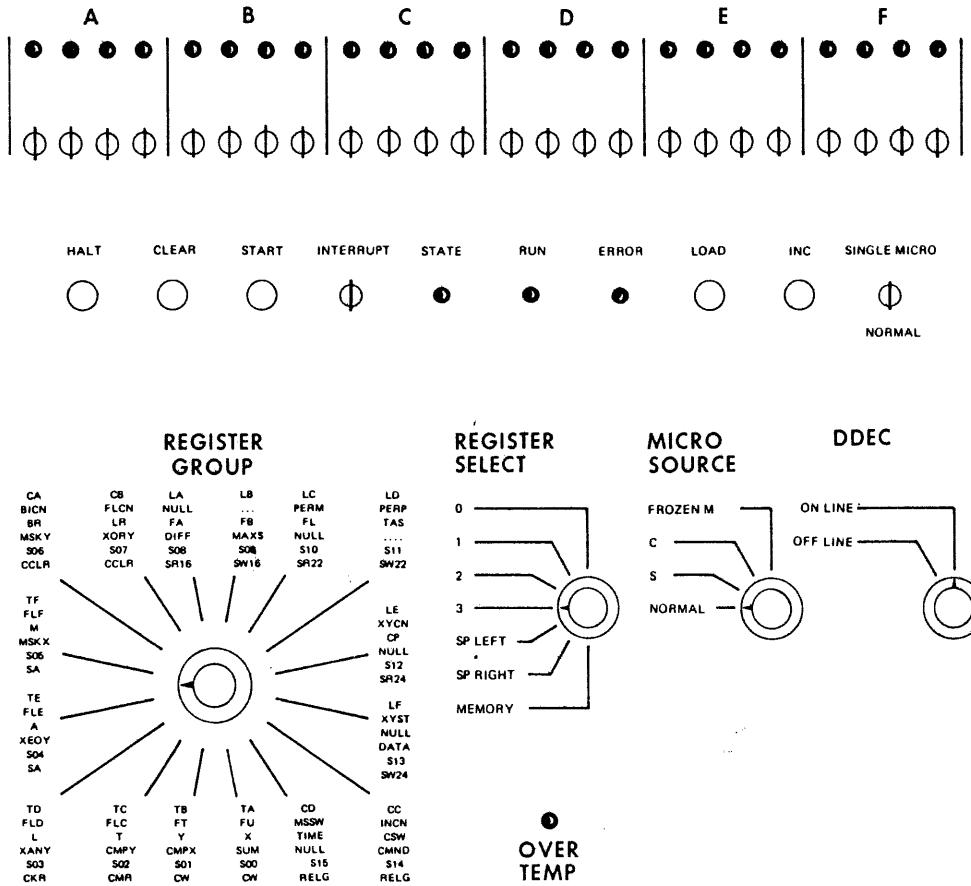 A B C D E F
HALT CLEAR START INTERRUPT STATE RUN ERROR LOAD INC SINGLE MICRO
NORMAL
REGISTER
GROUP
CA
BICN
BR
MSKY
S06
CCLR
CB
FLCN
LR
XORY
S07
CCLR
LA
NULL
FA
DIFF
S08
SR16
LB
...
FB
MAXS
SW16
LC
PERM
FL
NULL
S10
SR22
LD
PERP
TAS
....
S11
SW22
TF
FLF
M
MSKX
S05
SA
LE
XYCN
CP
NULL
S12
SR24
TE
FLE
A
XEOY
S04
SA
LF
XYST
NULL
DATA
S13
SW24
TD
FLD
L
XANY
S03
CKR
TC
FLC
T
CMPY
S02
CMR
TB
FT
Y
CMPX
S01
CW
TA
FU
X
SUM
S00
CW
CD
MSSW
TIME
NULL
S15
RELG
CC
INCN
CSW
CMND
S14
RELG
REGISTER
SELECT
0
1
2
3
SP LEFT
SP RIGHT
MEMORY
MICRO
SOURCE
FROZEN M
C
S
NORMAL
DDEC
ON LINE
OFF LINE
OVER
TEMP